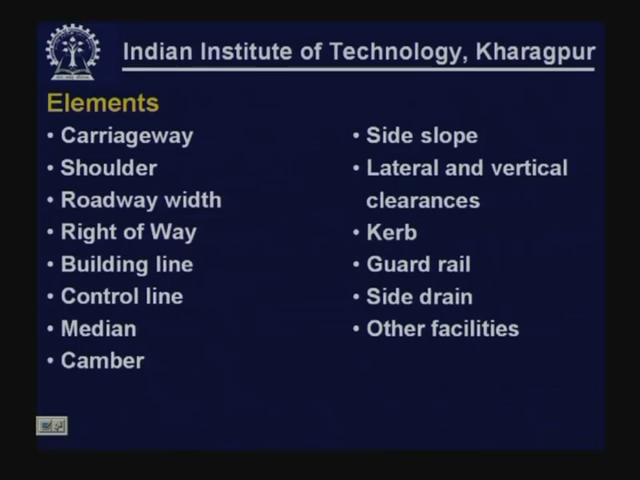 Indian Institute of Technology, Kharagpur
Elements
• Carriageway
• Shoulder
• Roadway width
• Right of Way
• Building line
• Control line
• Median
• Camber
• Side slope
• Lateral and vertical
clearances
• Kerb
• Guard rail
• Side drain
• Other facilities